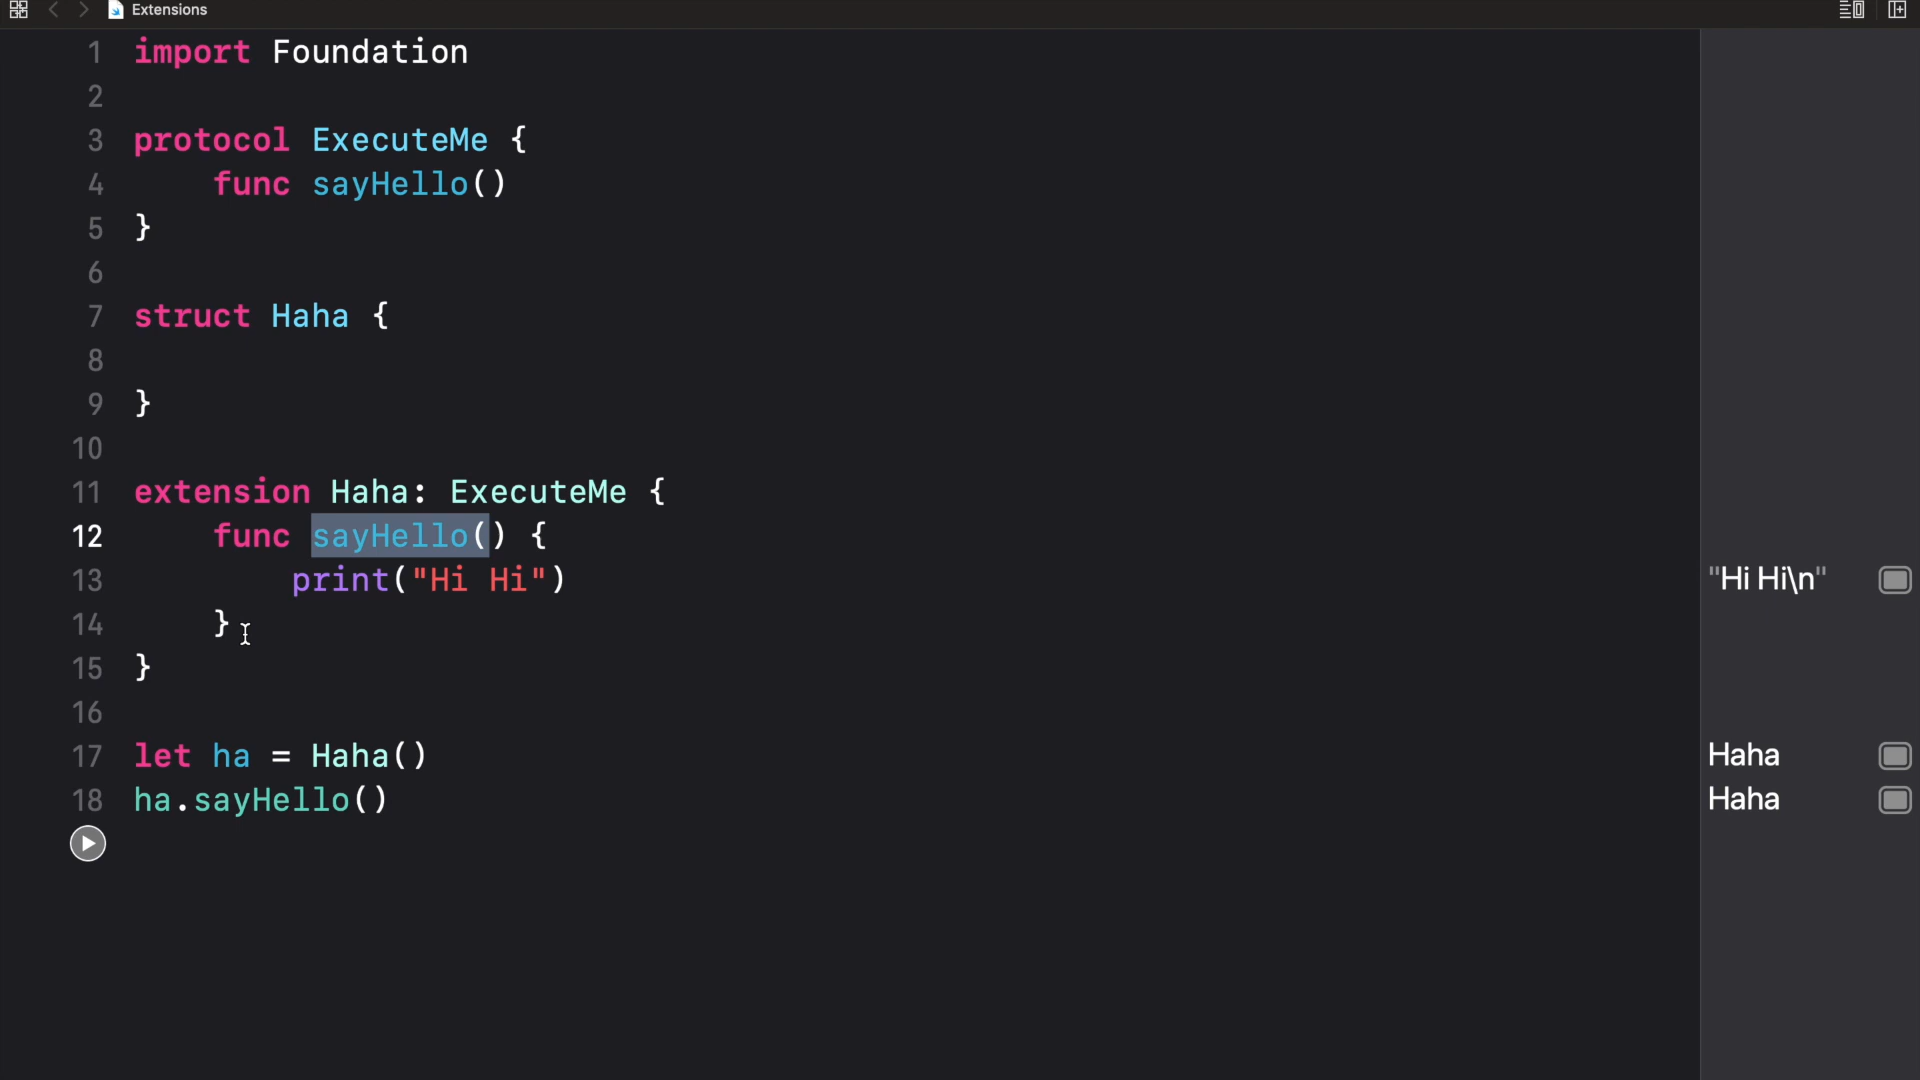 Extensions
1 import Foundation
2
3 protocol ExecuteMe {
4     func sayHello()
5 }
6
7 struct Haha {
8
9 }
10
11 extension Haha: ExecuteMe {
12     func sayHello() {
13         print("Hi Hi") "Hi Hi\n"
14     }
15 }
16
17 let ha = Haha() Haha
18 ha.sayHello() Haha